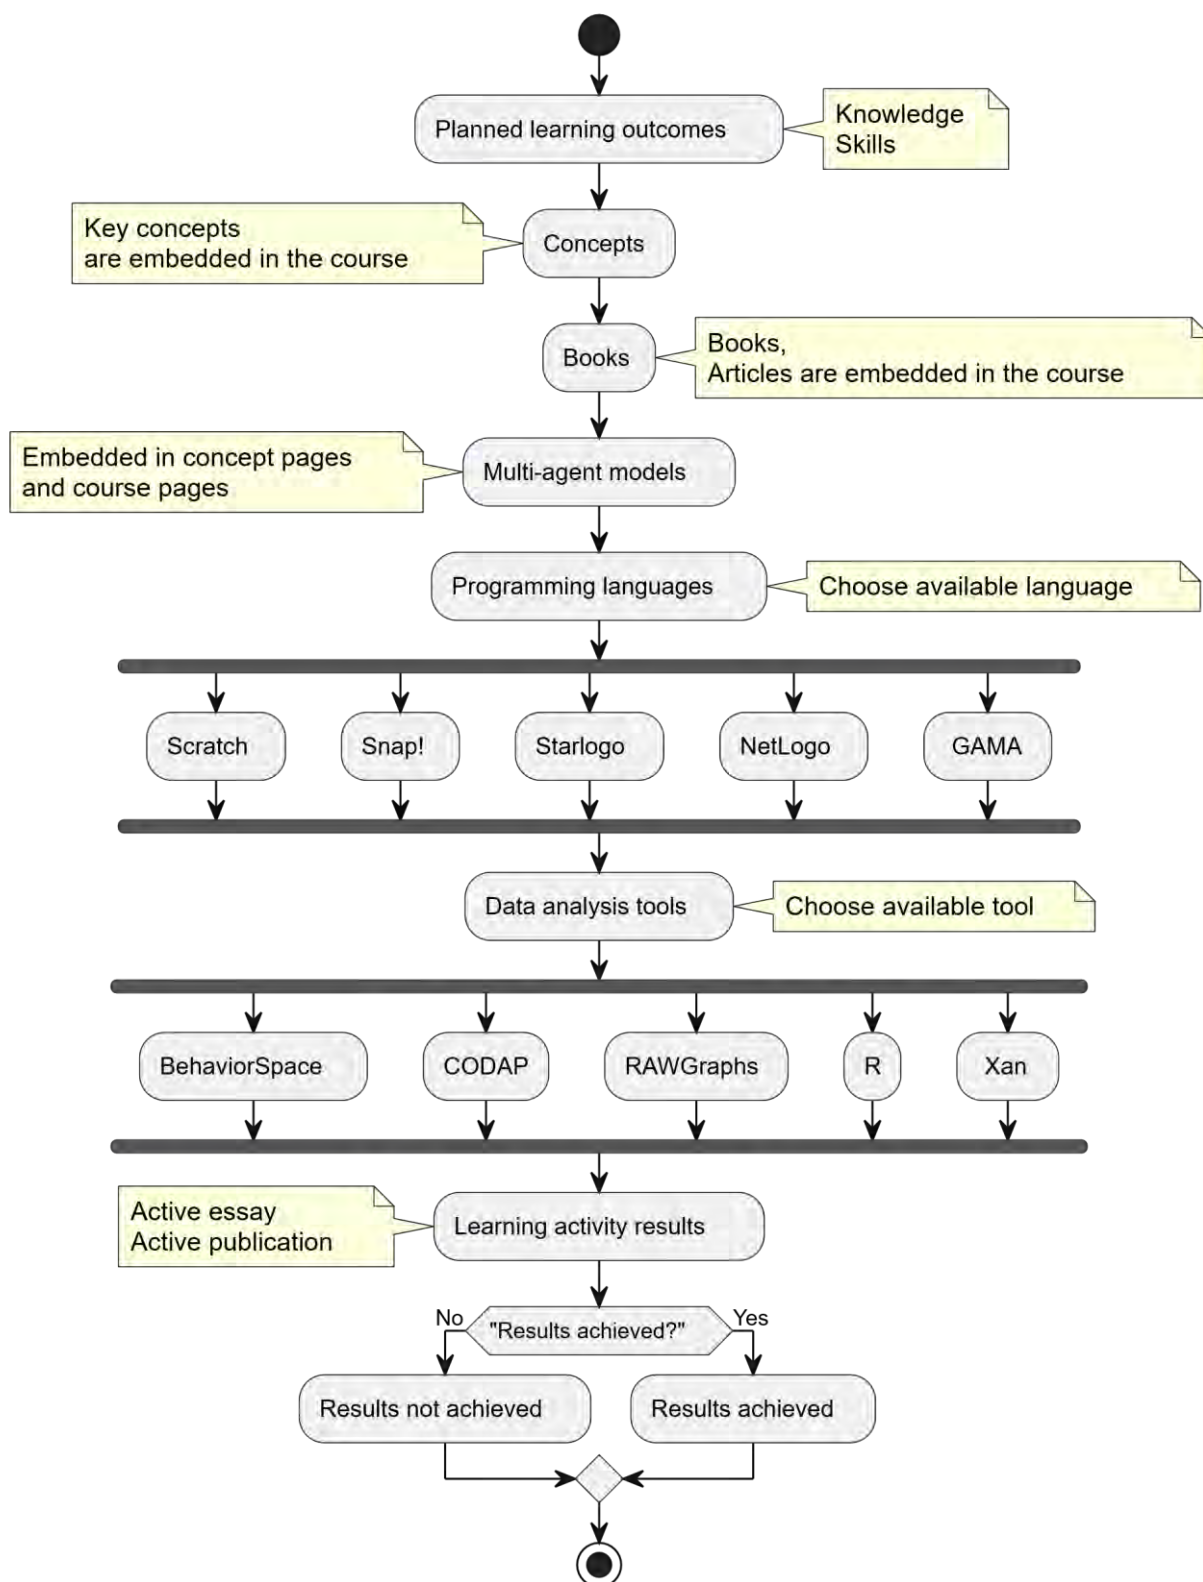 Planned learning outcomes
Knowledge
Skills
Key concepts
are embedded in the course
Concepts
Books
Books,
Articles are embedded in the course
Embedded in concept pages
and course pages
Multi-agent models
Programming languages
Choose available language
Scratch
Snap!
Starlogo
NetLogo
GAMA
Data analysis tools
Choose available tool
BehaviorSpace
CODAP
RAWGraphs
R
Xan
Active essay
Active publication
Learning activity results
No
"Results achieved?"
Yes
Results not achieved
Results achieved